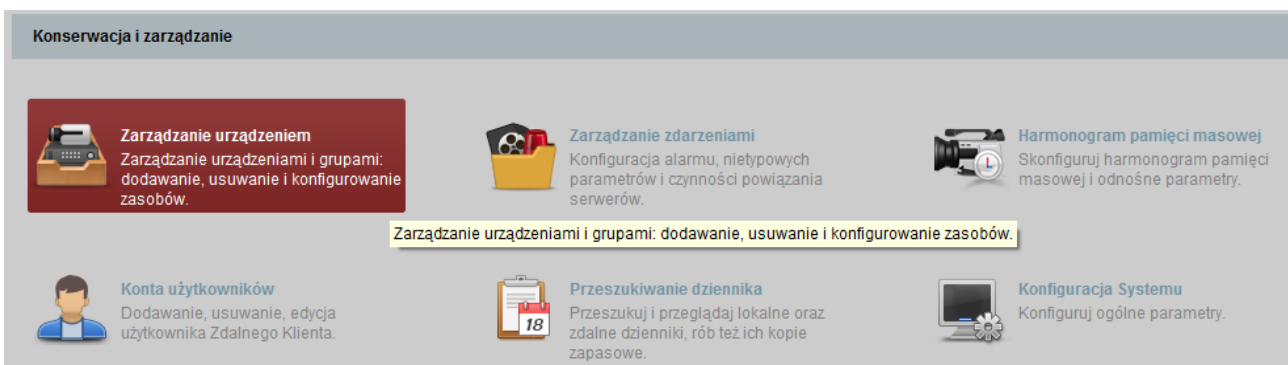 Konserwacja i zarządzanie
Zarządzanie urządzeniem
Zarządzanie urządzeniami i grupami:
dodawanie, usuwanie i konfigurowanie
zasobów.
Zarządzanie zdarzeniami
Konfiguracja alarmu, nietypowych
parametrów i czynności powiązania
serwerów.
Harmonogram pamięci masowej
Skonfiguruj harmonogram pamięci
masowej i odnośne parametry.
Zarządzanie urządzeniami i grupami: dodawanie, usuwanie i konfigurowanie zasobów.
Konta użytkowników
Dodawanie, usuwanie, edycja
użytkownika Zdalnego Klienta.
18
Przeszukiwanie dziennika
Przeszukuj i przeglądaj lokalne oraz
zdalne dzienniki, rób też ich kopie
zapasowe.
Konfiguracja Systemu
Konfiguruj ogólne parametry.